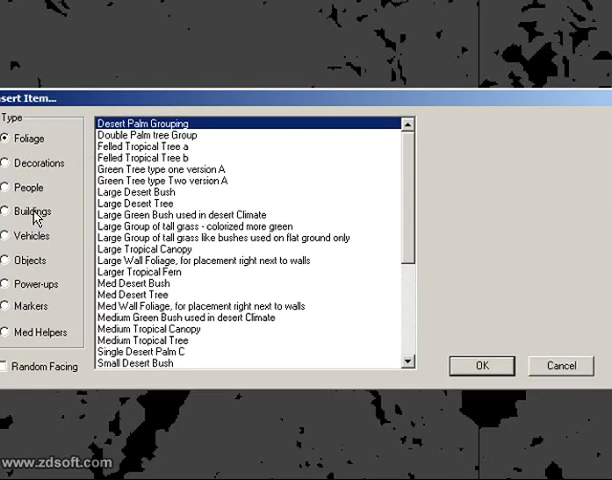 sert Item...
Type
Foliage
Decorations
People
Buildings
Vehicles
Objects
Power-ups
Markers
Med Helpers
Random Facing
Desert Palm Grouping
Double Palm tree Group
Felled Tropical Tree a
Felled Tropical Tree b
Green Tree type one version A
Green Tree type Two version A
Large Desert Bush
Large Desert Tree
Large Green Bush used in desert Climate
Large Group of tall grass - colorized more green
Large Group of tall grass like bushes used on flat ground only
Large Tropical Canopy
Large Wall Foliage, for placement right next to walls
Larger Tropical Fern
Med Desert Bush
Med Desert Tree
Med Wall Foliage, for placement right next to walls
Medium Green Bush used in desert Climate
Medium Tropical Canopy
Medium Tropical Tree
Single Desert Palm C
Small Desert Bush
OK
Cancel
www.zdsoft.com